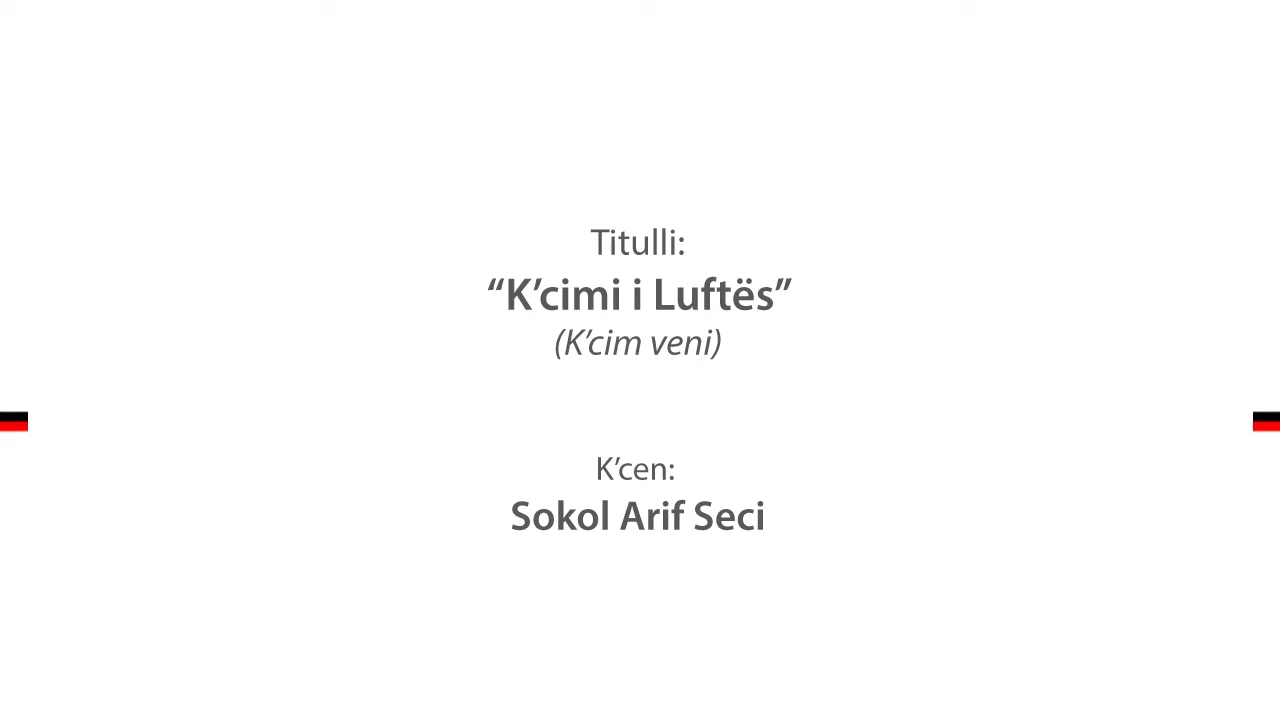 Titulli:
“K’cimi i Luftës”
(K’cim veni)
K’cen:
Sokol Arif Seci